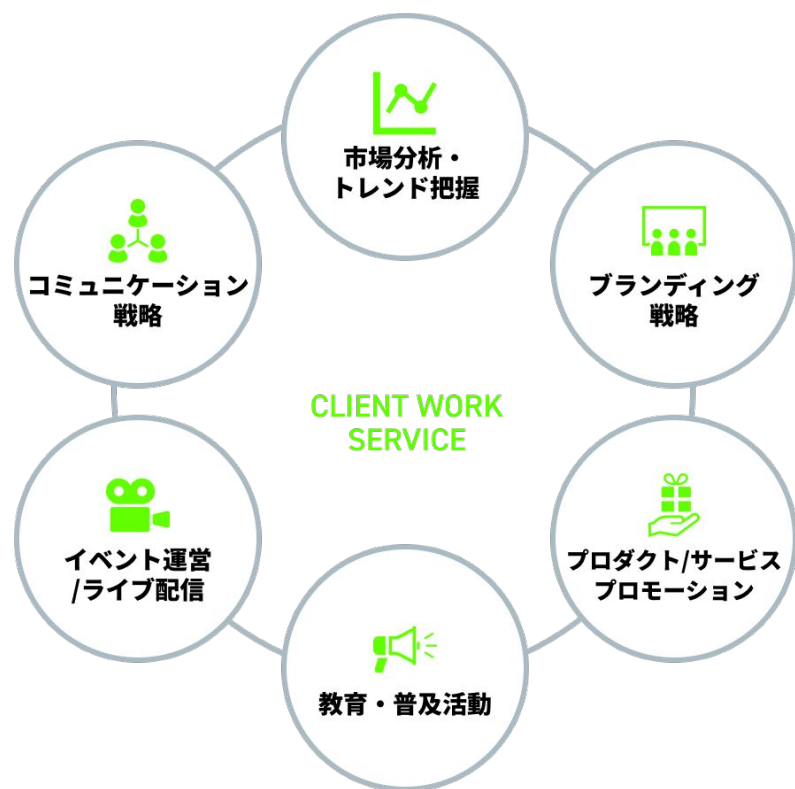 市場分析・
トレンド把握
コミュニケーション
戦略
ブランディング
戦略
CLIENT WORK
SERVICE
イベント運営
/ライブ配信
プロダクト/サービス
プロモーション
教育・普及活動